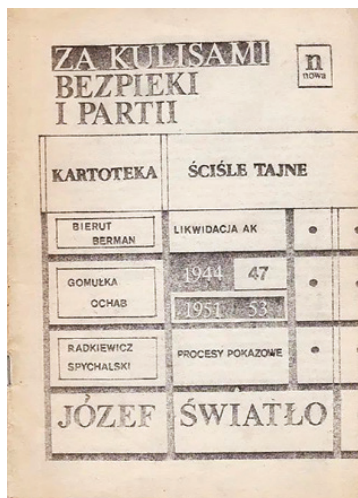 ZA KULISAMI
BEZPIEKI
I PARTII
n
nowa
KARTOTEKA
ŚCIŚLE TAJNE
BIERUT
BERMAN
LIKWIDACJA AK
GOMUŁKA
OCHAB
1944 47
1951 53
RADKIEWICZ
SPYCHALSKI
PROCESY POKAZOWE
JÓZEF ŚWIATŁO